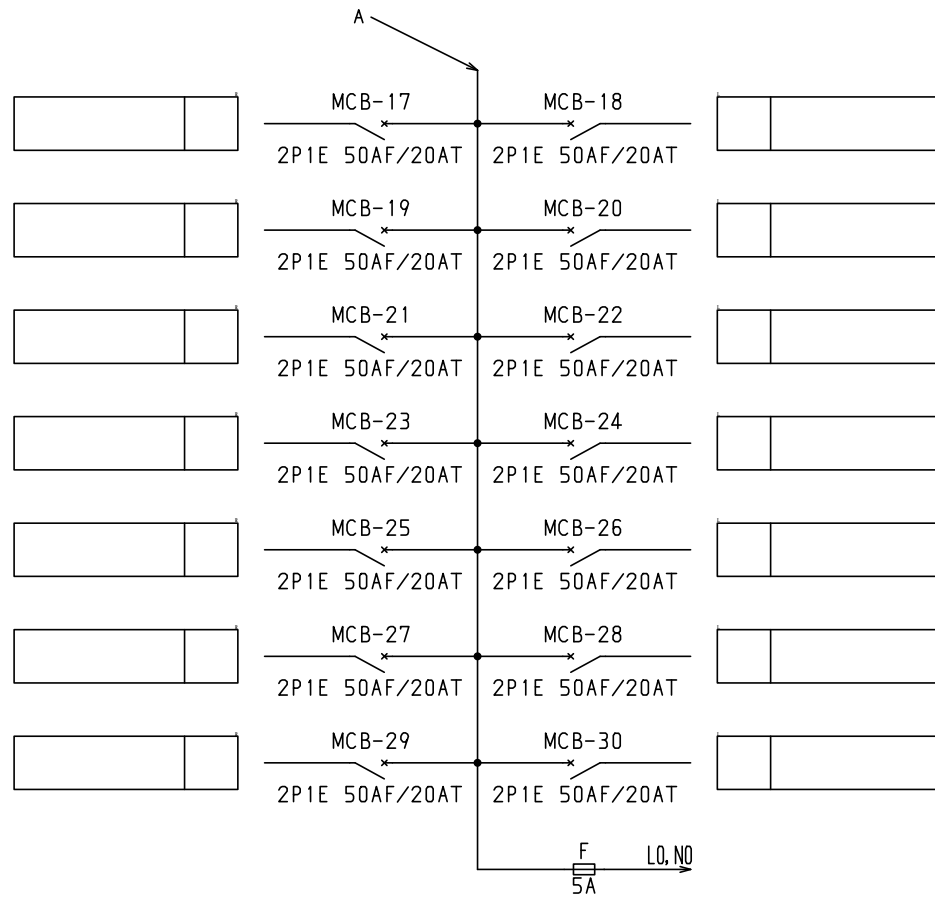 A
MCB-17 MCB-18
2P1E 50AF/20AT 2P1E 50AF/20AT
MCB-19 MCB-20
2P1E 50AF/20AT 2P1E 50AF/20AT
MCB-21 MCB-22
2P1E 50AF/20AT 2P1E 50AF/20AT
MCB-23 MCB-24
2P1E 50AF/20AT 2P1E 50AF/20AT
MCB-25 MCB-26
2P1E 50AF/20AT 2P1E 50AF/20AT
MCB-27 MCB-28
2P1E 50AF/20AT 2P1E 50AF/20AT
MCB-29 MCB-30
2P1E 50AF/20AT 2P1E 50AF/20AT
F L0,N0
5A